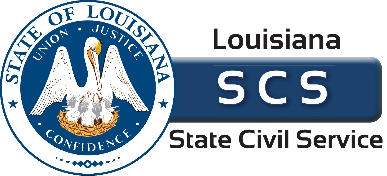 STATE OF LOUISIANA
UNION · JUSTICE
CONFIDENCE
Louisiana
SCS
State Civil Service